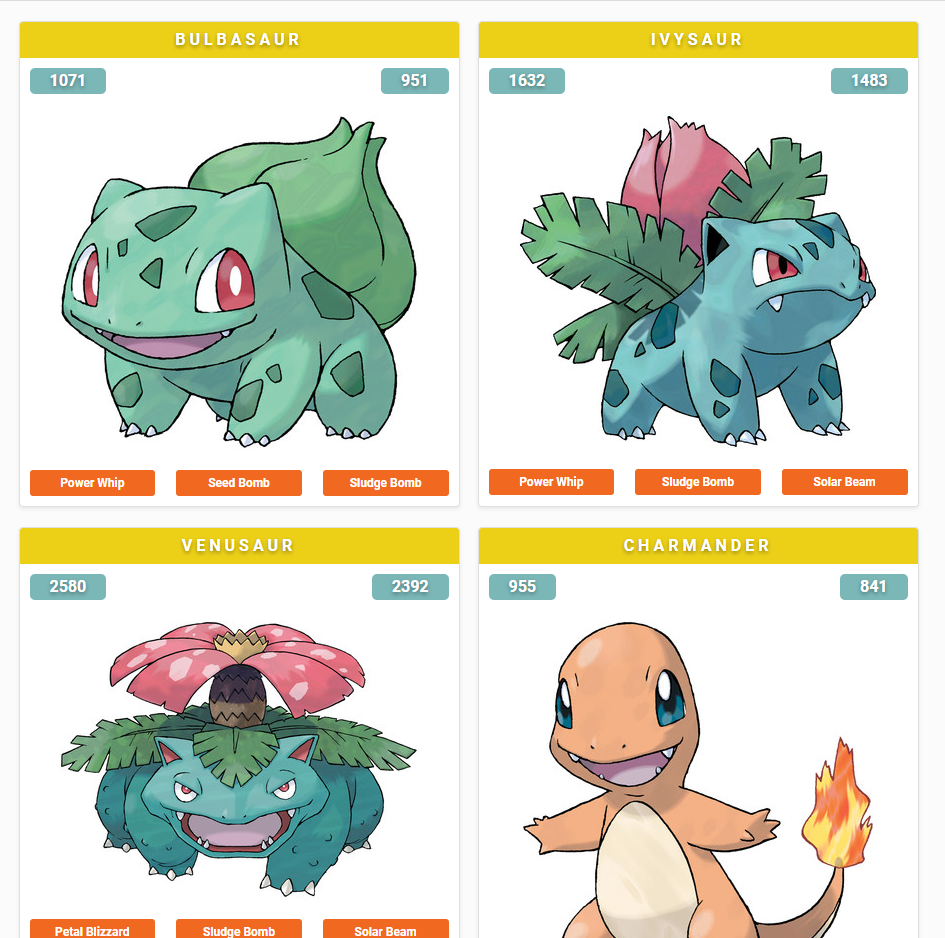 BULBASAUR
1071 951
Power Whip Seed Bomb Sludge Bomb
IVYSAUR
1632 1483
Power Whip Sludge Bomb Solar Beam
VENUSAUR
2580 2392
Petal Blizzard Sludge Bomb Solar Beam
CHARMANDER
955 841